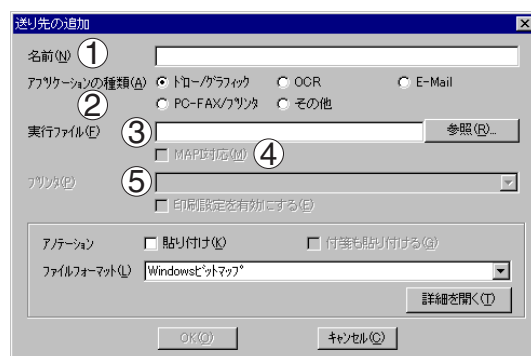 送り先の追加
名前(N) ①
アプリケーションの種類(A) ドロー/グラフィック OCR E-Mail
② PC-FAX/プリンタ その他
実行ファイル(F) ③ 参照(R)...
MAPI対応(M) ④
プリンタ(P) ⑤
印刷設定を有効にする(E)
アノテーション 貼り付け(K) 付箋も貼り付ける(G)
ファイルフォーマット(L) Windowsビットマップ
詳細を開く(T)
OK(O) キャンセル(C)